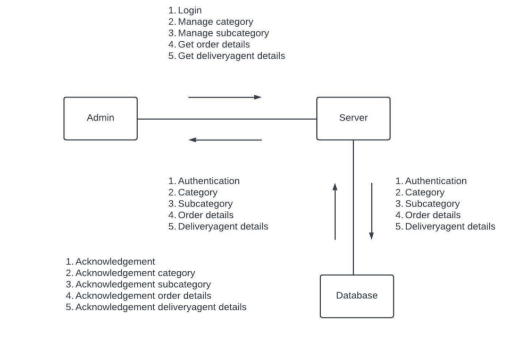 1. Login
2. Manage category
3. Manage subcategory
4. Get order details
5. Get deliveryagent details
Admin
Server
1. Authentication
2. Category
3. Subcategory
4. Order details
5. Deliveryagent details
1. Authentication
2. Category
3. Subcategory
4. Order details
5. Deliveryagent details
1. Acknowledgement
2. Acknowledgement category
3. Acknowledgement subcategory
4. Acknowledgement order details
5. Acknowledgement deliveryagent details
Database